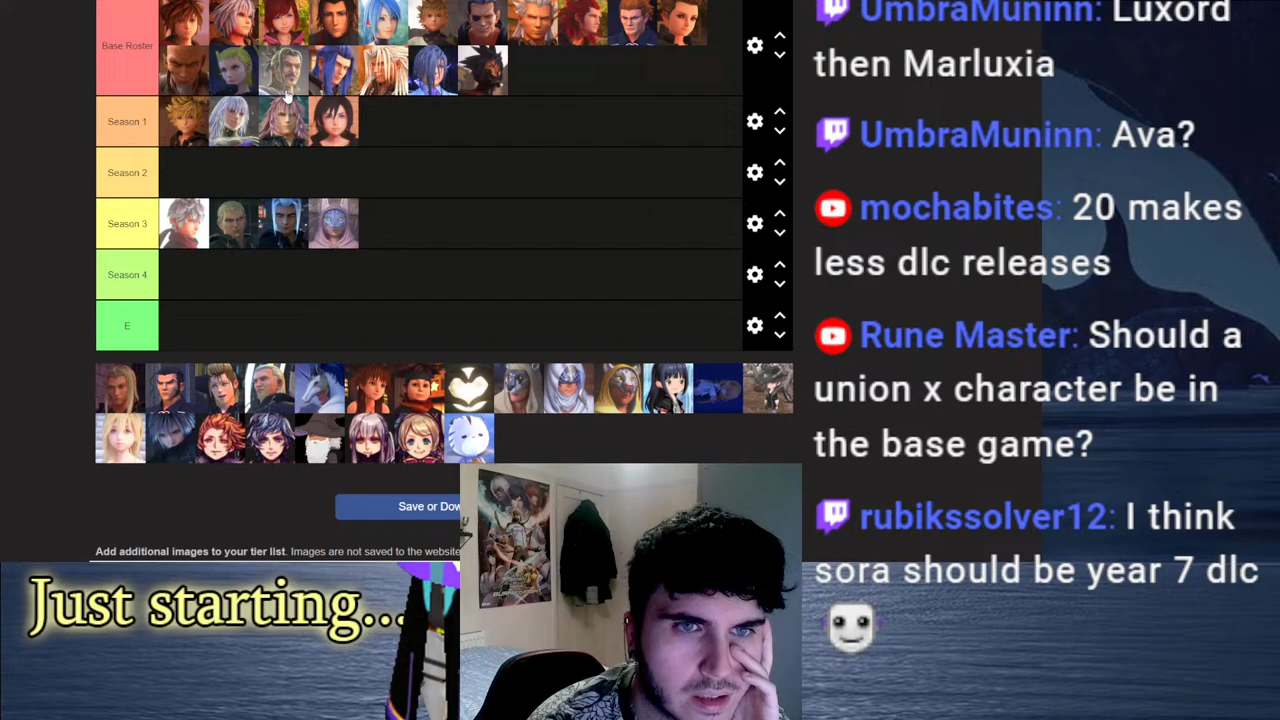 Base Roster
Season 1
Season 2
Season 3
Season 4
E
Save or Dow
Add additional images to your tier list. Images are not saved to the website
Just starting...
UmbraMuninn: Luxord
then Marluxia
UmbraMuninn: Ava?
mochabites: 20 makes
less dlc releases
Rune Master: Should a
union x character be in
the base game?
rubikssolver12: I think
sora should be year 7 dlc